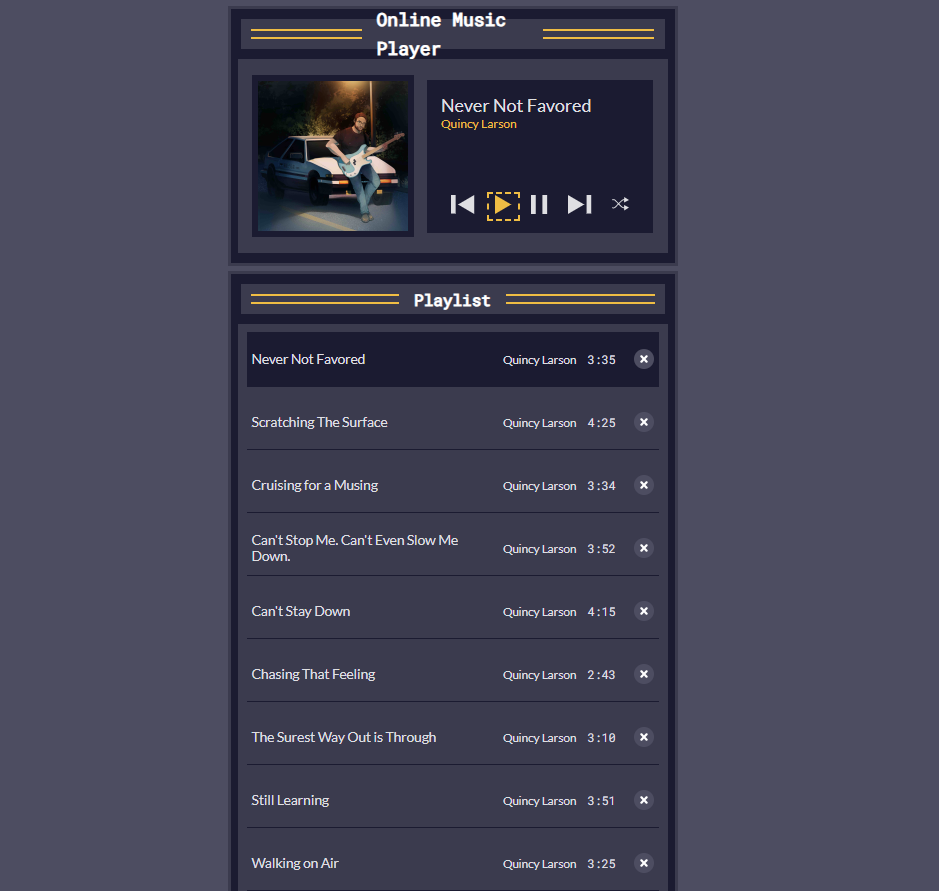 Online Music
Player
Never Not Favored
Quincy Larson
Playlist
Never Not Favored Quincy Larson 3:35
Scratching The Surface Quincy Larson 4:25
Cruising for a Musing Quincy Larson 3:34
Can't Stop Me. Can't Even Slow Me
Down. Quincy Larson 3:52
Can't Stay Down Quincy Larson 4:15
Chasing That Feeling Quincy Larson 2:43
The Surest Way Out is Through Quincy Larson 3:10
Still Learning Quincy Larson 3:51
Walking on Air Quincy Larson 3:25